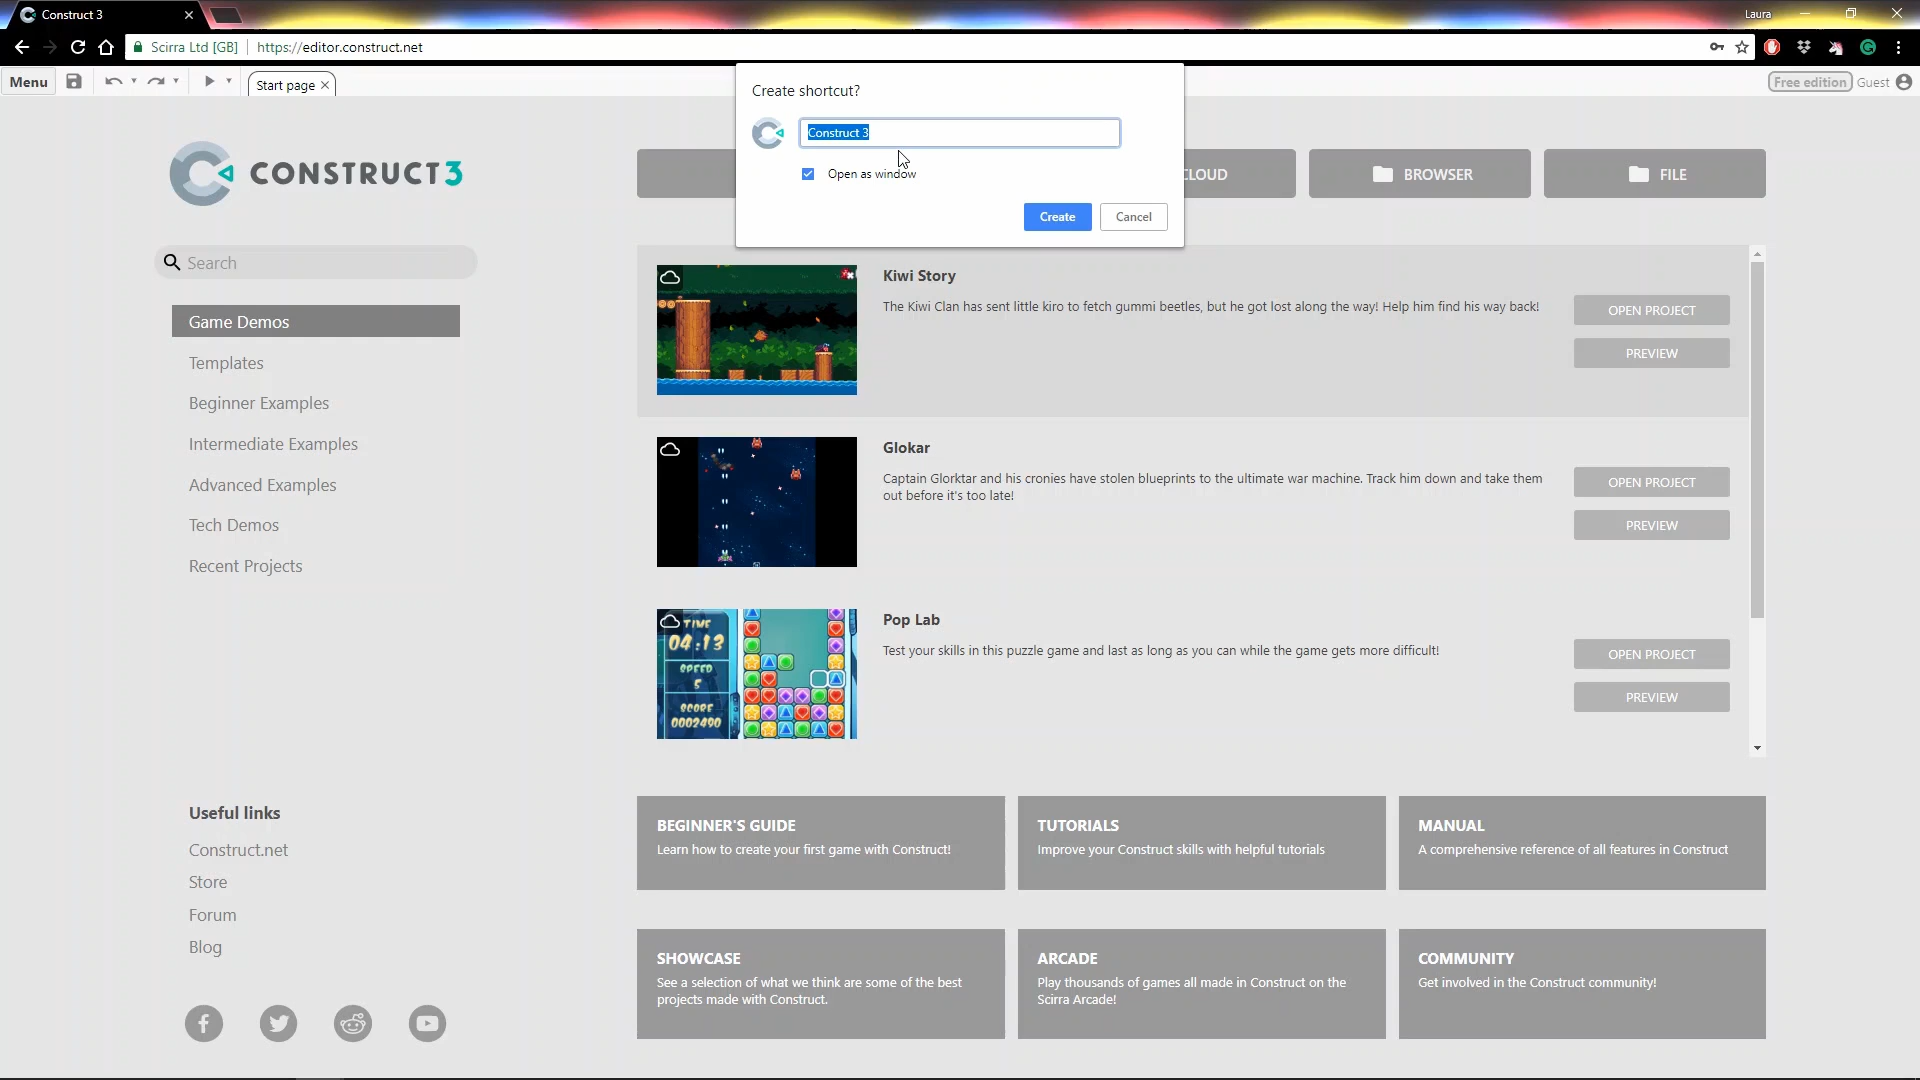 Construct 3
Laura
Scirra Ltd [GB]
https://editor.construct.net
Menu
Start page
Free edition
Guest
Create shortcut?
Construct 3
Open as window
Create
Cancel
CONSTRUCT 3
CLOUD
BROWSER
FILE
Search
Game Demos
Templates
Beginner Examples
Intermediate Examples
Advanced Examples
Tech Demos
Recent Projects
Kiwi Story
The Kiwi Clan has sent little kiro to fetch gummi beetles, but he got lost along the way! Help him find his way back!
OPEN PROJECT
PREVIEW
Glokar
Captain Glorktar and his cronies have stolen blueprints to the ultimate war machine. Track him down and take them
out before it's too late!
OPEN PROJECT
PREVIEW
TIME
04:13
SPEED
5
SCORE
0002490
Pop Lab
Test your skills in this puzzle game and last as long as you can while the game gets more difficult!
OPEN PROJECT
PREVIEW
Useful links
Construct.net
Store
Forum
Blog
BEGINNER'S GUIDE
Learn how to create your first game with Construct!
TUTORIALS
Improve your Construct skills with helpful tutorials
MANUAL
A comprehensive reference of all features in Construct
SHOWCASE
See a selection of what we think are some of the best
projects made with Construct.
ARCADE
Play thousands of games all made in Construct on the
Scirra Arcade!
COMMUNITY
Get involved in the Construct community!